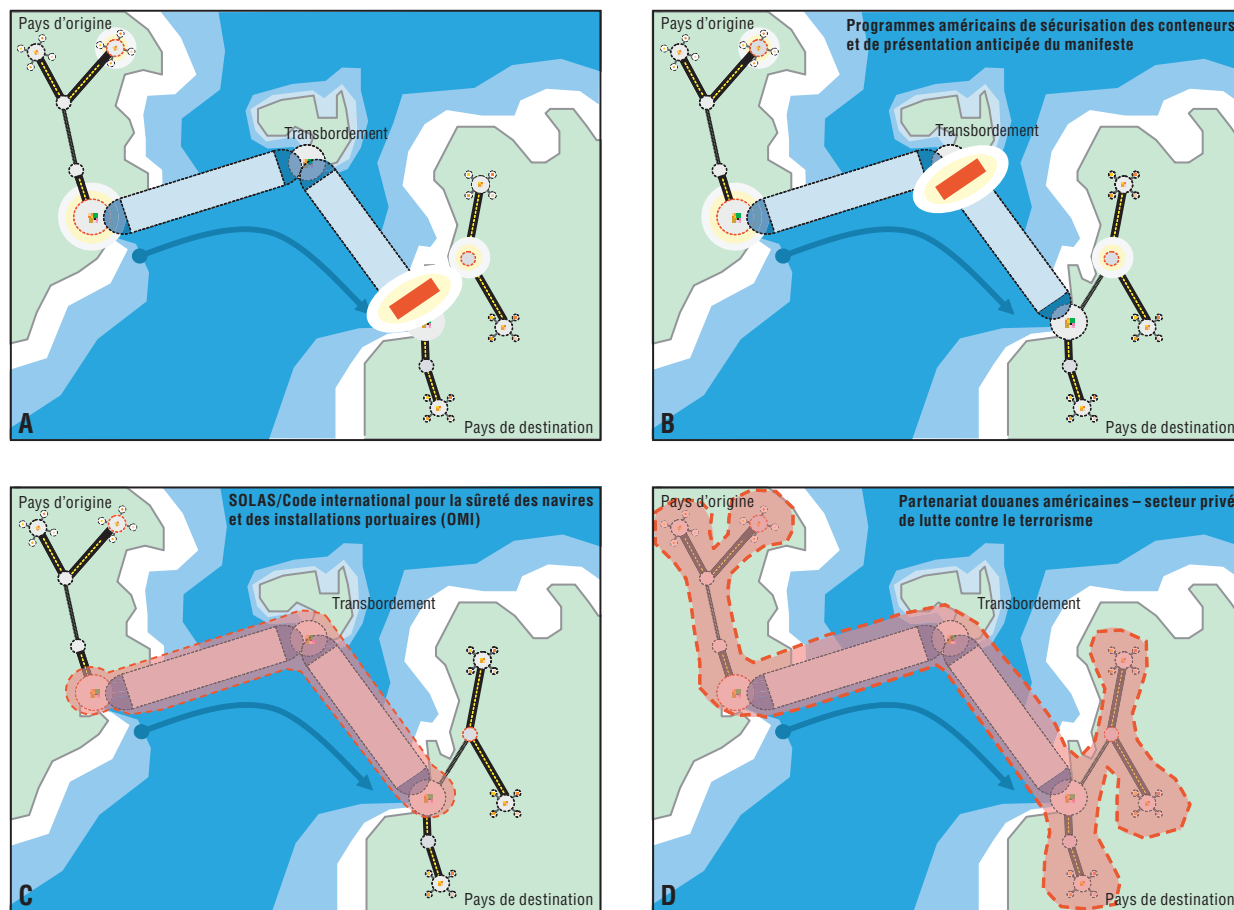 Pays d'origine
Transbordement
Pays de destination
A
Pays d'origine
Programmes américains de sécurisation des conteneurs
et de présentation anticipée du manifeste
Transbordement
Pays de destination
B
Pays d'origine
SOLAS/Code international pour la sûreté des navires
et des installations portuaires (OMI)
Transbordement
Pays de destination
C
Pays d'origine
Partenariat douanes américaines – secteur privé
de lutte contre le terrorisme
Transbordement
Pays de destination
D